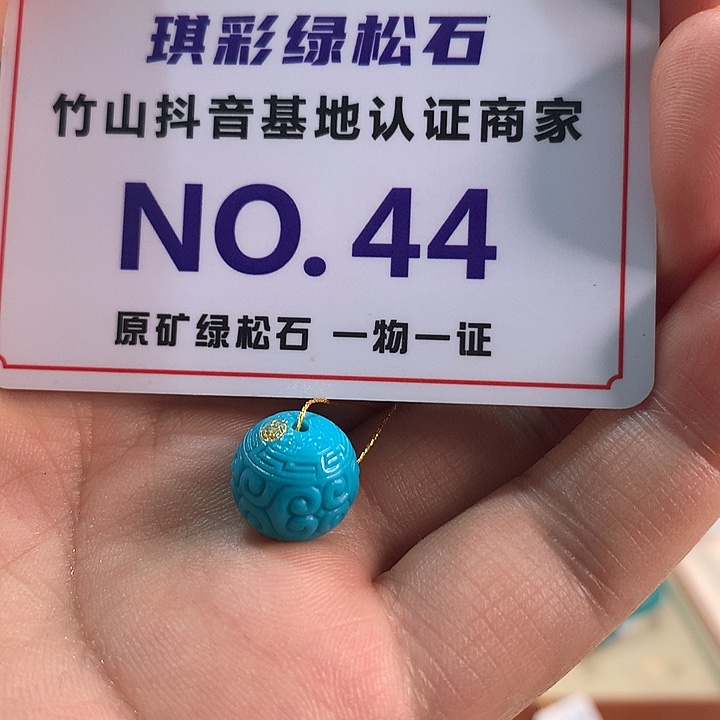 琪彩绿松石
竹山抖音基地认证商家
NO.44
原矿绿松石 一物一证